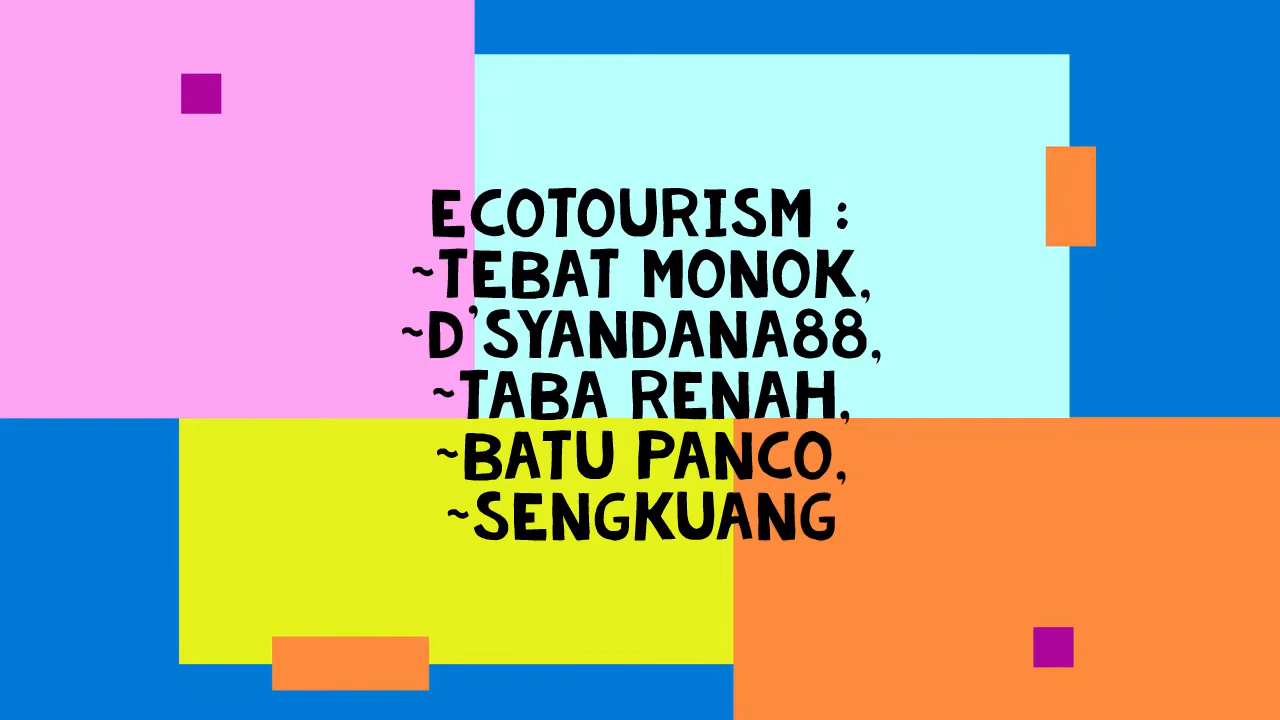 ECOTOURISM :
~TEBAT MONOK,
~D'SYANDANA88,
~TABA RENAH,
~BATU PANCO,
~SENGKUANG